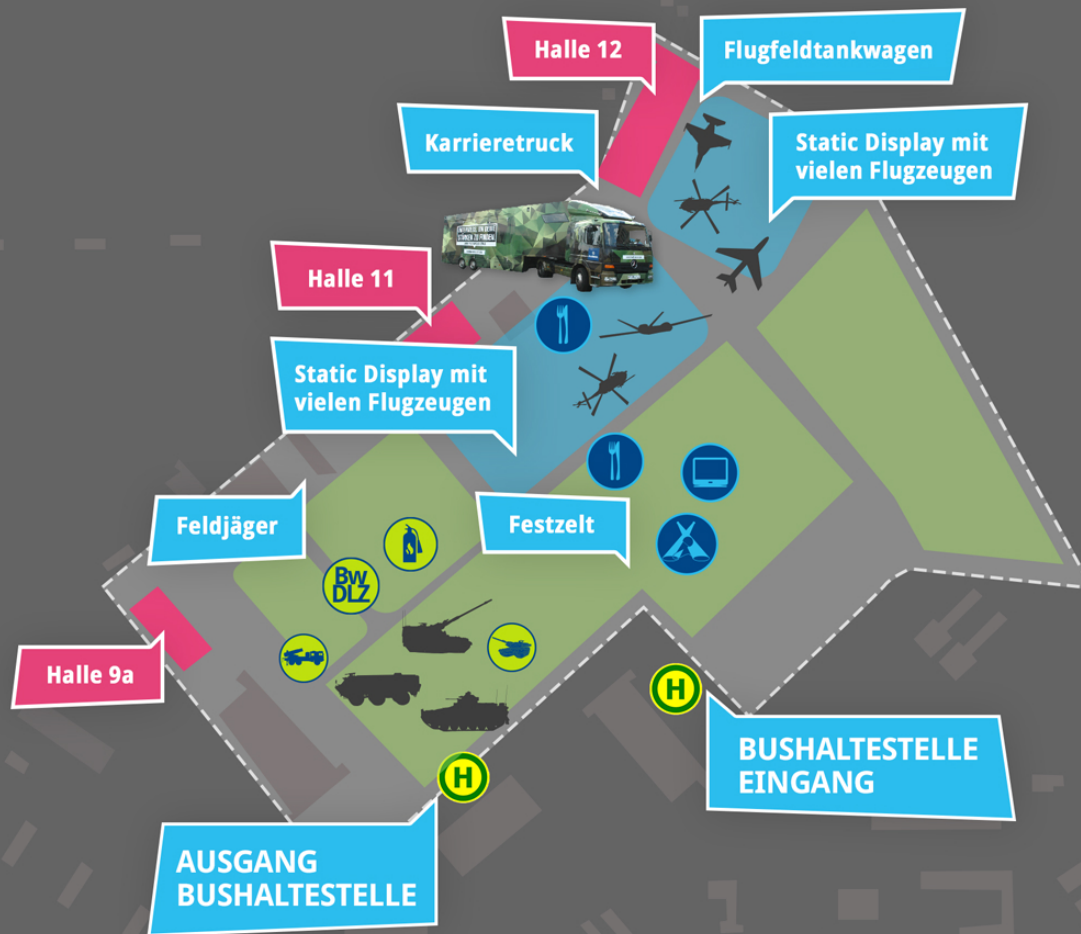 Halle 12
Flugfeldtankwagen
Karrieretruck
Static Display mit
vielen Flugzeugen
Halle 11
Static Display mit
vielen Flugzeugen
Feldjäger
Festzelt
Bw
DLZ
Halle 9a
H
BUSHALTESTELLE
EINGANG
H
AUSGANG
BUSHALTESTELLE